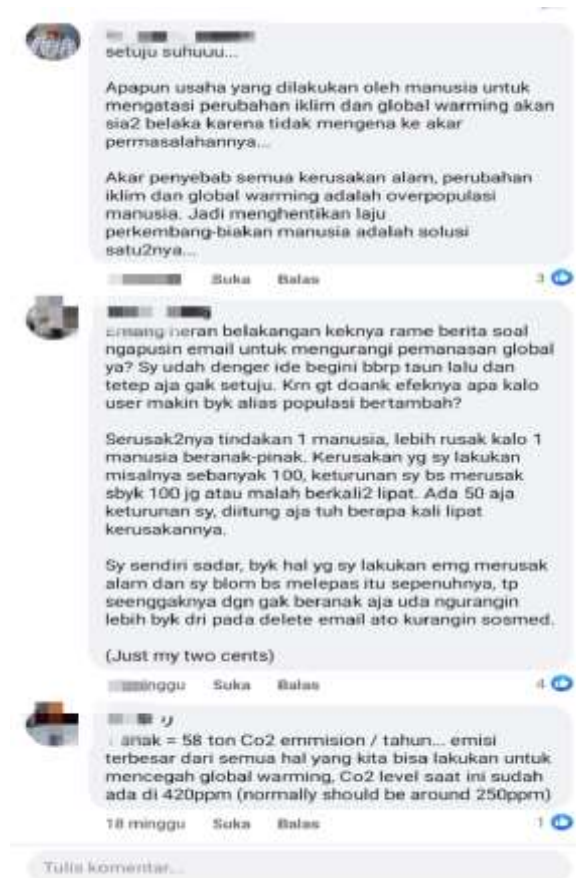 setuju suhuuu...
Apapun usaha yang dilakukan oleh manusia untuk
mengatasi perubahan iklim dan global warming akan
sia2 belaka karena tidak mengena ke akar
permasalahannya...
Akar penyebab semua kerusakan alam, perubahan
iklim dan global warming adalah overpopulasi
manusia. Jadi menghentikan laju
perkembang-biakan manusia adalah solusi
satu2nya...
Suka Balas 3
Emang heran belakangan keknya rame berita soal
ngapusin email untuk mengurangi pemanasan global
ya? Sy udah denger ide begini bbrp taun lalu dan
tetep aja gak setuju. Krn gt doank efeknya apa kalo
user makin byk alias populasi bertambah?
Serusak2nya tindakan 1 manusia, lebih rusak kalo 1
manusia beranak-pinak. Kerusakan yg sy lakukan
misalnya sebanyak 100, keturunan sy bs merusak
sbyk 100 jg atau malah berkali2 lipat. Ada 50 aja
keturunan sy, diitung aja tuh berapa kali lipat
kerusakannya.
Sy sendiri sadar, byk hal yg sy lakukan emg merusak
alam dan sy blom bs melepas itu sepenuhnya, tp
seenggaknya dgn gak beranak aja uda ngurangin
lebih byk dri pada delete email ato kurangin sosmed.
(Just my two cents)
Suka Balas 4
anak = 58 ton Co2 emmision / tahun... emisi
terbesar dari semua hal yang kita bisa lakukan untuk
mencegah global warming, Co2 level saat ini sudah
ada di 420ppm (normally should be around 250ppm)
18 minggu Suka Balas 1
Tulis komentar...